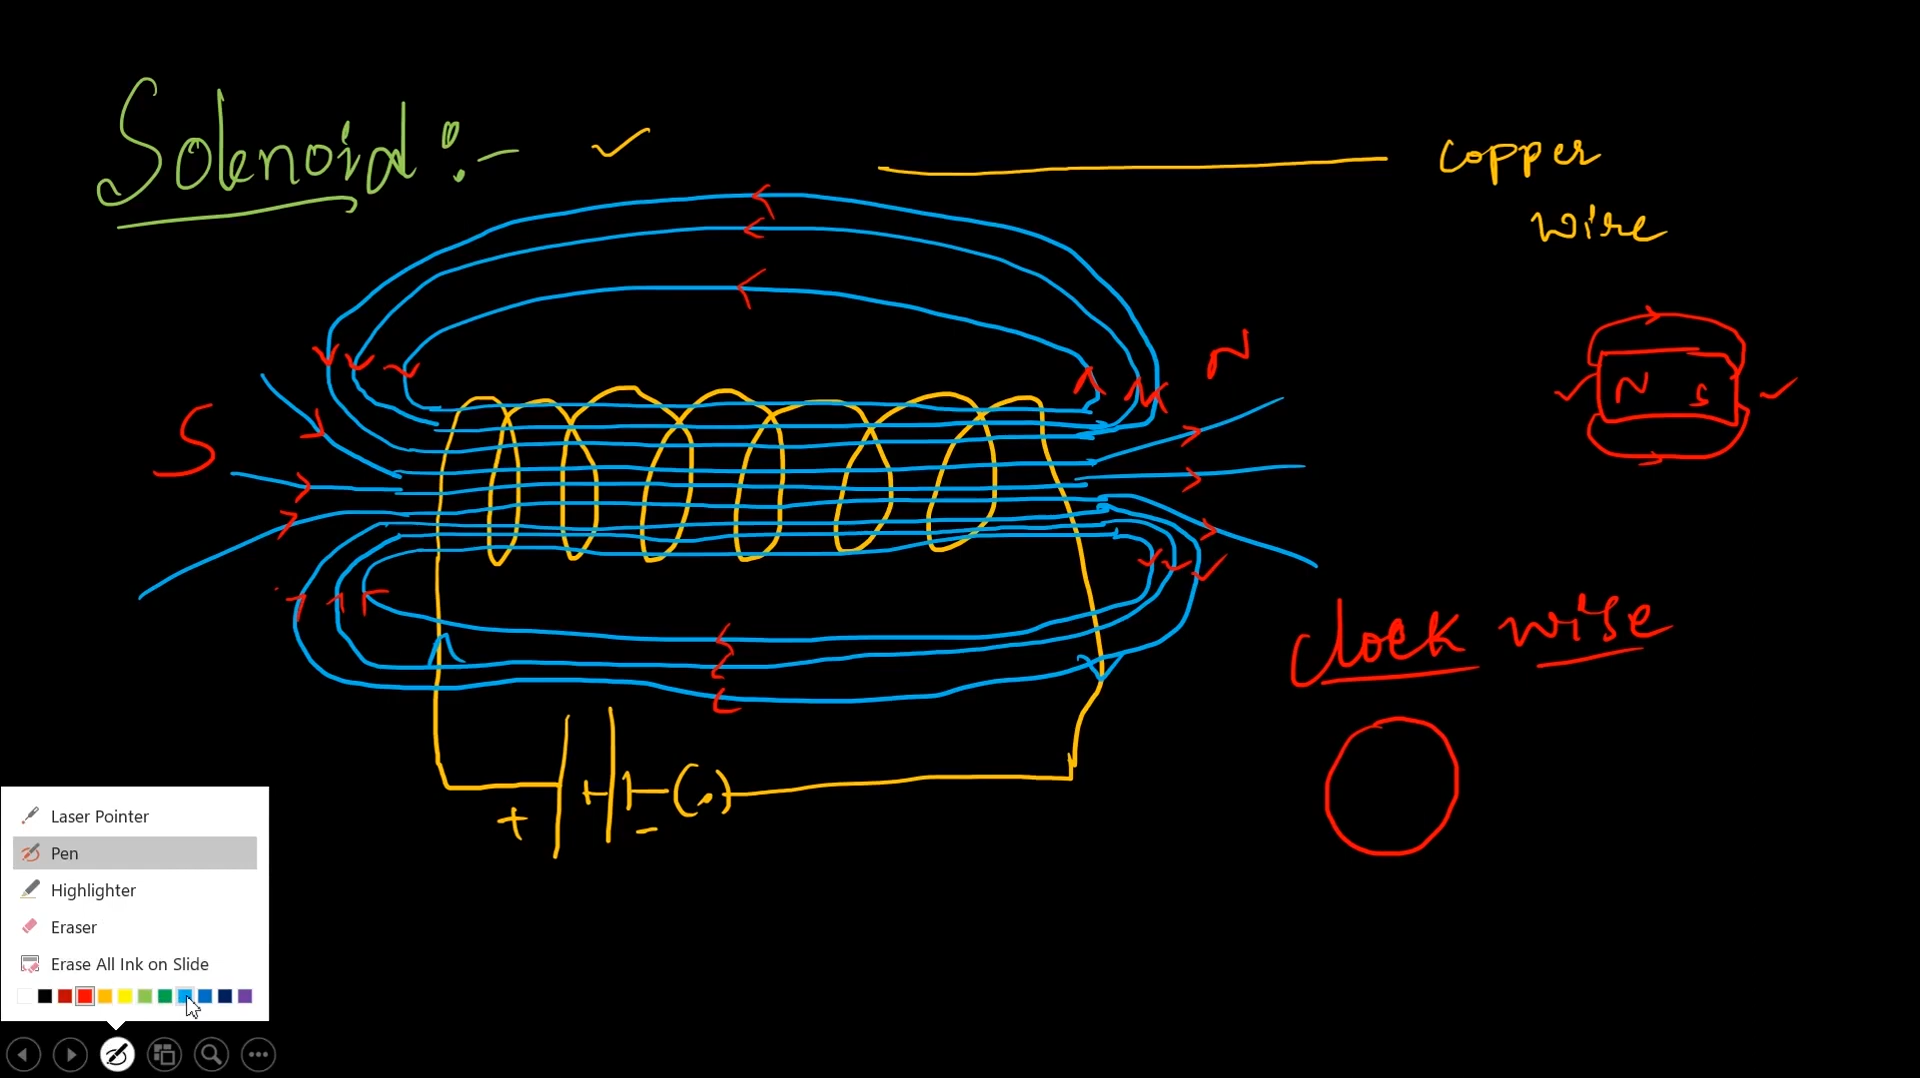 Solenoid :-
copper
wire
N
S
N S
clock wise
+
-
Laser Pointer
Pen
Highlighter
Eraser
Erase All Ink on Slide